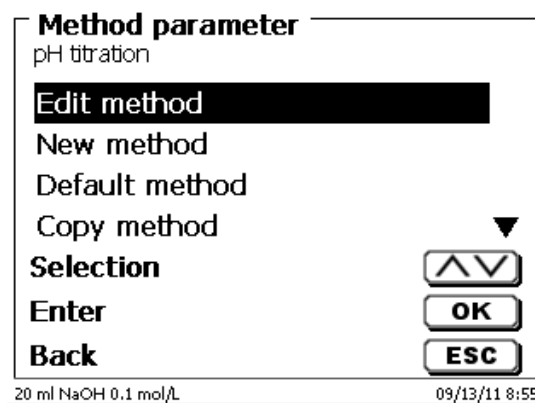 Method parameter
pH titration
Edit method
New method
Default method
Copy method
Selection
Enter OK
Back ESC
20 ml NaOH 0.1 mol/L 09/13/11 8:55